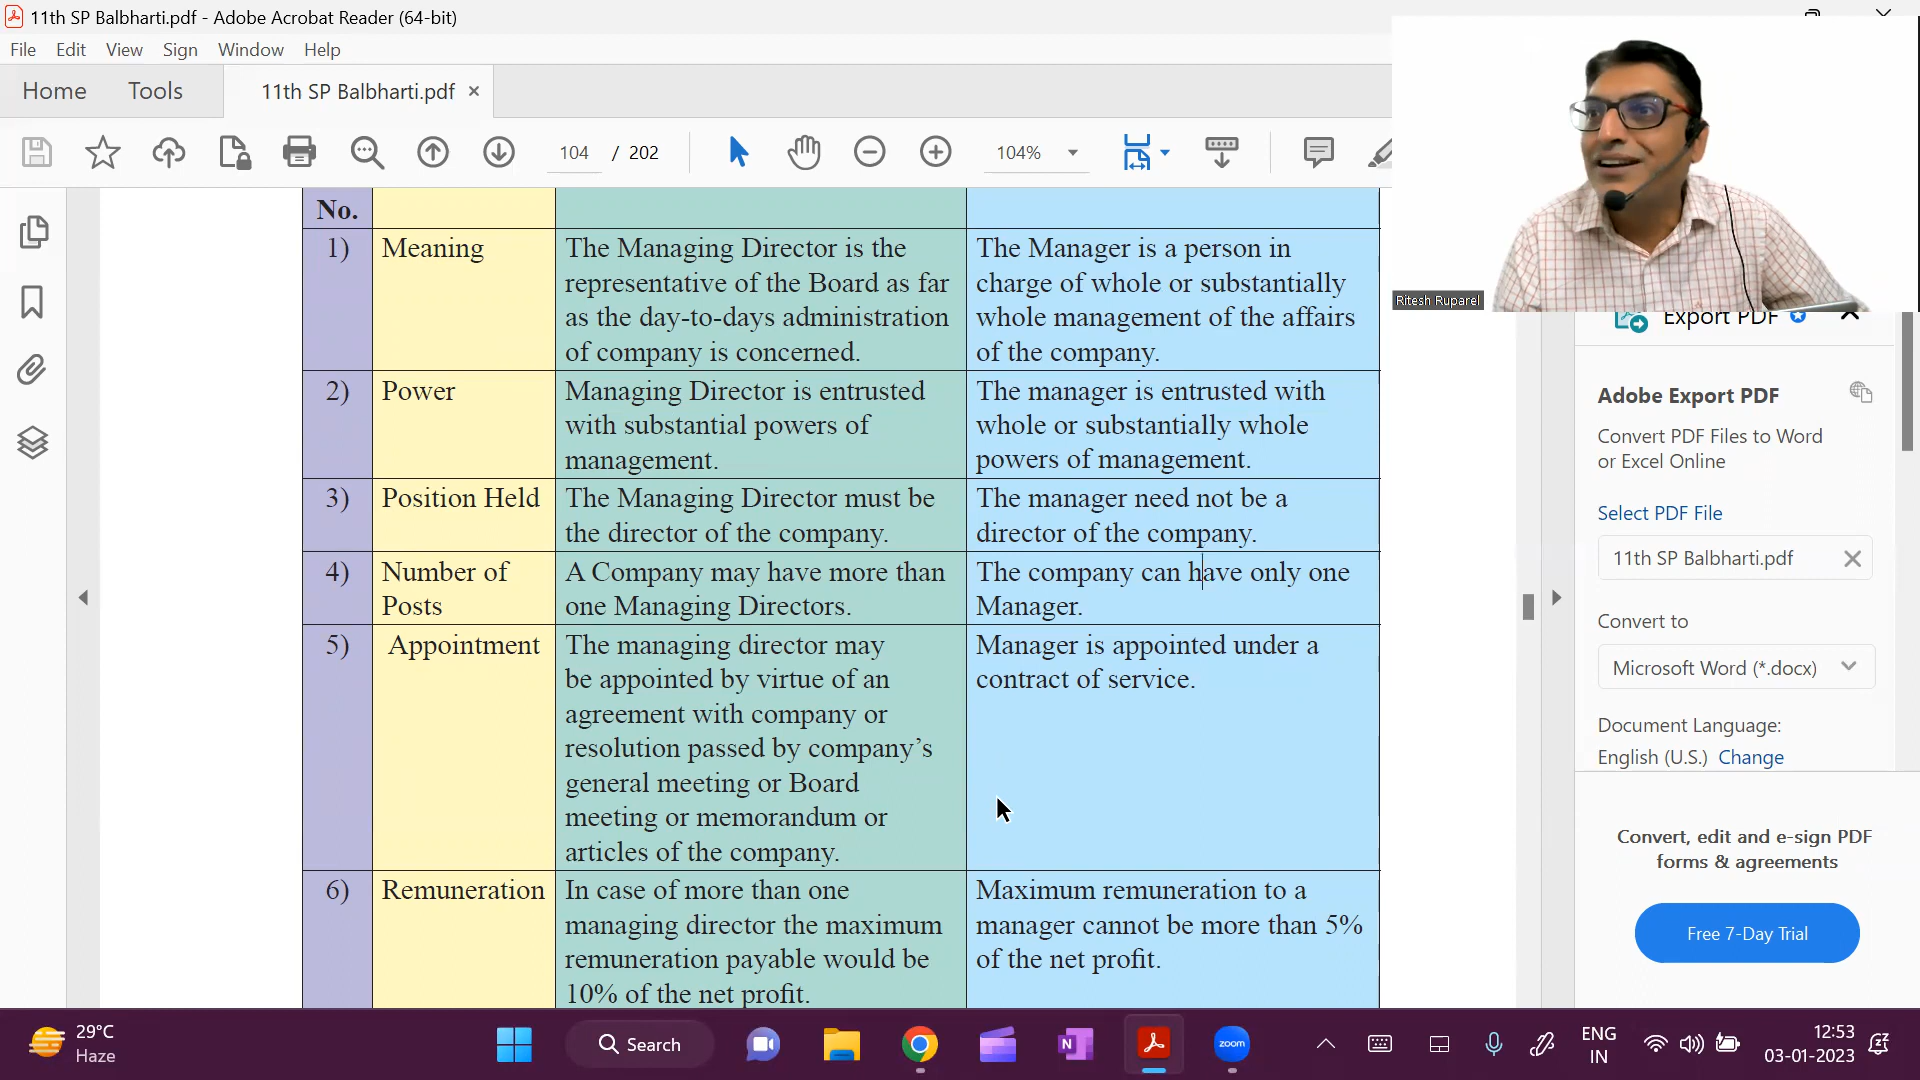 11th SP Balbharti.pdf - Adobe Acrobat Reader (64-bit)
File Edit View Sign Window Help
Home Tools 11th SP Balbharti.pdf ×
104 / 202 104%
No.
1) Meaning
The Managing Director is the
representative of the Board as far
as the day-to-days administration
of company is concerned.
The Manager is a person in
charge of whole or substantially
whole management of the affairs
of the company.
2) Power
Managing Director is entrusted
with substantial powers of
management.
The manager is entrusted with
whole or substantially whole
powers of management.
3) Position Held
The Managing Director must be
the director of the company.
The manager need not be a
director of the company.
4) Number of
Posts
A Company may have more than
one Managing Directors.
The company can have only one
Manager.
5) Appointment
The managing director may
be appointed by virtue of an
agreement with company or
resolution passed by company’s
general meeting or Board
meeting or memorandum or
articles of the company.
Manager is appointed under a
contract of service.
6) Remuneration
In case of more than one
managing director the maximum
remuneration payable would be
10% of the net profit.
Maximum remuneration to a
manager cannot be more than 5%
of the net profit.
Ritesh Ruparel
Export PDF
Adobe Export PDF
Convert PDF Files to Word
or Excel Online
Select PDF File
11th SP Balbharti.pdf
Convert to
Microsoft Word (*.docx)
Document Language:
English (U.S.) Change
Convert, edit and e-sign PDF
forms & agreements
Free 7-Day Trial
29°C
Haze
Search
zoom
ENG
IN
12:53
03-01-2023